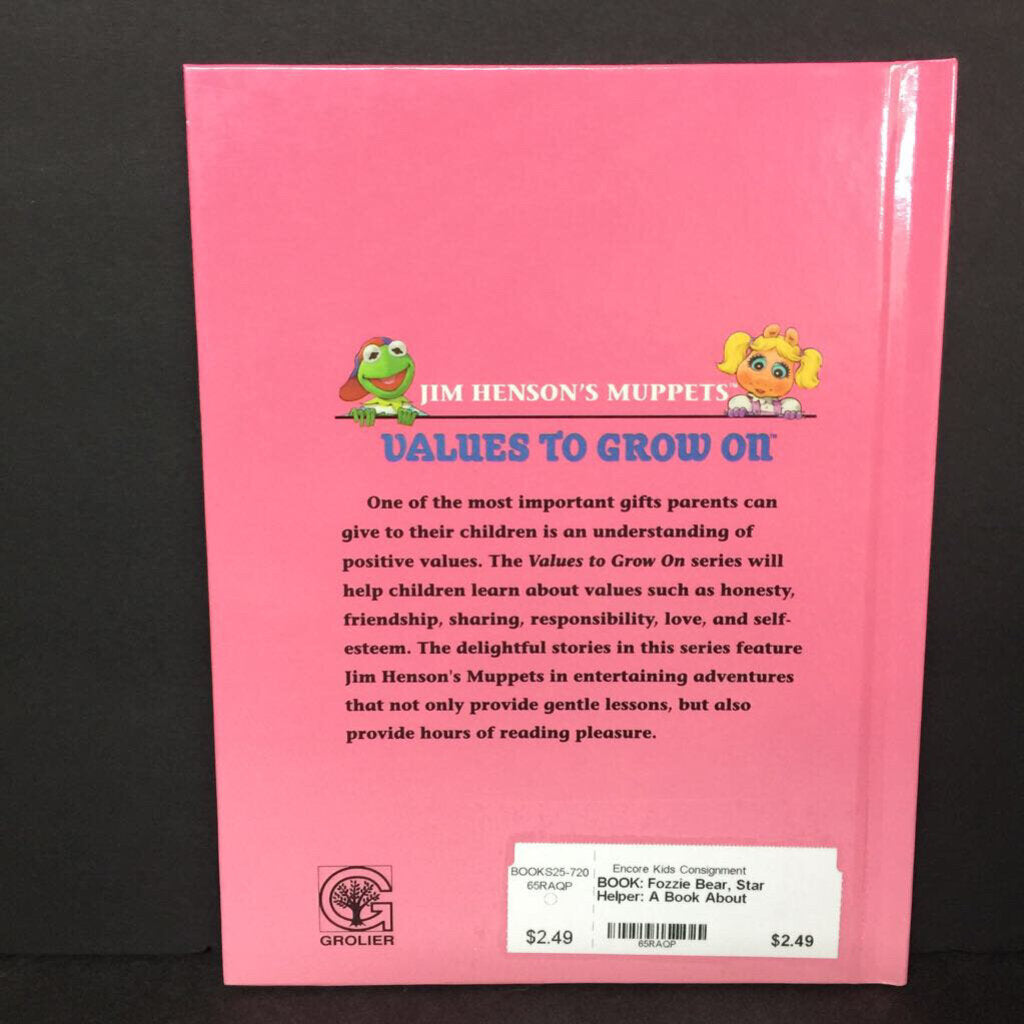 JIM HENSON'S MUPPETS™
VALUES TO GROW ON™
One of the most important gifts parents can
give to their children is an understanding of
positive values. The Values to Grow On series will
help children learn about values such as honesty,
friendship, sharing, responsibility, love, and self-
esteem. The delightful stories in this series feature
Jim Henson's Muppets in entertaining adventures
that not only provide gentle lessons, but also
provide hours of reading pleasure.
G
GROLIER
BOOKS25-720
65RAQP
$2.49
Encore Kids Consignment
BOOK: Fozzie Bear, Star
Helper: A Book About
65RAQP
$2.49